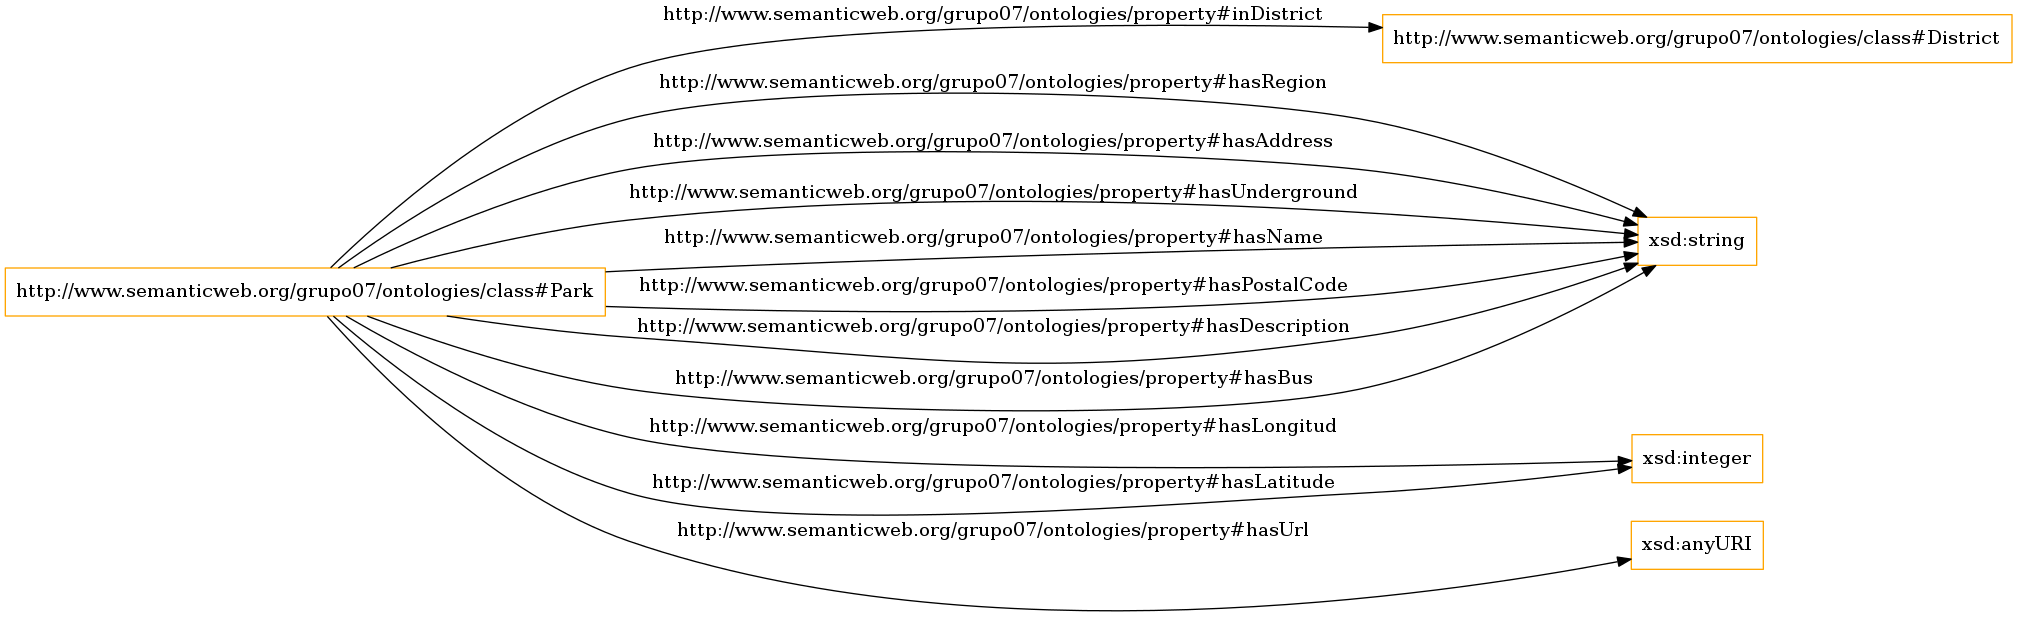 http://www.semanticweb.org/grupo07/ontologies/property#inDistrict
http://www.semanticweb.org/grupo07/ontologies/class#District
http://www.semanticweb.org/grupo07/ontologies/property#hasRegion
http://www.semanticweb.org/grupo07/ontologies/property#hasAddress
http://www.semanticweb.org/grupo07/ontologies/property#hasUnderground
http://www.semanticweb.org/grupo07/ontologies/property#hasName
xsd:string
http://www.semanticweb.org/grupo07/ontologies/class#Park
http://www.semanticweb.org/grupo07/ontologies/property#hasPostalCode
http://www.semanticweb.org/grupo07/ontologies/property#hasDescription
http://www.semanticweb.org/grupo07/ontologies/property#hasBus
http://www.semanticweb.org/grupo07/ontologies/property#hasLongitud
xsd:integer
http://www.semanticweb.org/grupo07/ontologies/property#hasLatitude
http://www.semanticweb.org/grupo07/ontologies/property#hasUrl
xsd:anyURI